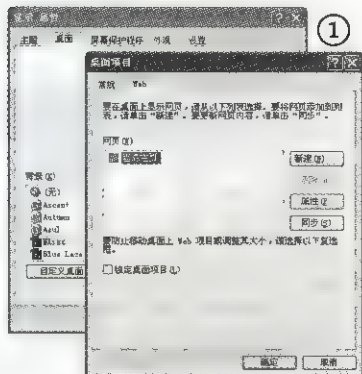 显示 属性
①
主题 桌面 屏幕保护程序 外观 设置
桌面项目
常规 Web
要在桌面上显示网页，请从以下列表选择。要将网页添加到列
表，请单击“新建”。要更新网页内容，请单击“同步”。
网页(B)
新建(N)
属性(P)
同步(S)
要防止移动桌面上 Web 项目或调整其大小，请选择以下复选
框。
锁定桌面项目(L)
背景(K)
(无)
Ascent
Autumn
Azul
Bliss
Blue Lace
自定义桌面
确定 取消